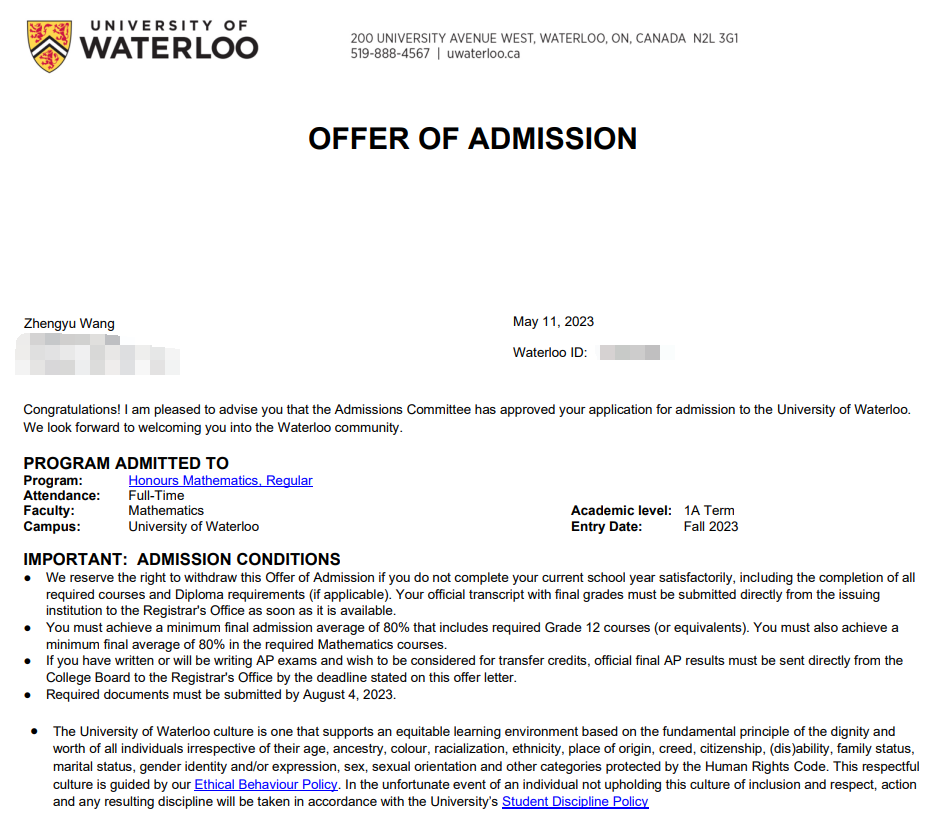 UNIVERSITY OF
WATERLOO
200 UNIVERSITY AVENUE WEST, WATERLOO, ON, CANADA N2L 3G1
519-888-4567 | uwaterloo.ca
OFFER OF ADMISSION
Zhengyu Wang
May 11, 2023
Waterloo ID:
Congratulations! I am pleased to advise you that the Admissions Committee has approved your application for admission to the University of Waterloo.
We look forward to welcoming you into the Waterloo community.
PROGRAM ADMITTED TO
Program: Honours Mathematics, Regular
Attendance: Full-Time
Faculty: Mathematics Academic level: 1A Term
Campus: University of Waterloo Entry Date: Fall 2023
IMPORTANT: ADMISSION CONDITIONS
● We reserve the right to withdraw this Offer of Admission if you do not complete your current school year satisfactorily, including the completion of all
required courses and Diploma requirements (if applicable). Your official transcript with final grades must be submitted directly from the issuing
institution to the Registrar's Office as soon as it is available.
● You must achieve a minimum final admission average of 80% that includes required Grade 12 courses (or equivalents). You must also achieve a
minimum final average of 80% in the required Mathematics courses.
● If you have written or will be writing AP exams and wish to be considered for transfer credits, official final AP results must be sent directly from the
College Board to the Registrar's Office by the deadline stated on this offer letter.
● Required documents must be submitted by August 4, 2023.
● The University of Waterloo culture is one that supports an equitable learning environment based on the fundamental principle of the dignity and
worth of all individuals irrespective of their age, ancestry, colour, racialization, ethnicity, place of origin, creed, citizenship, (dis)ability, family status,
marital status, gender identity and/or expression, sex, sexual orientation and other categories protected by the Human Rights Code. This respectful
culture is guided by our Ethical Behaviour Policy. In the unfortunate event of an individual not upholding this culture of inclusion and respect, action
and any resulting discipline will be taken in accordance with the University's Student Discipline Policy